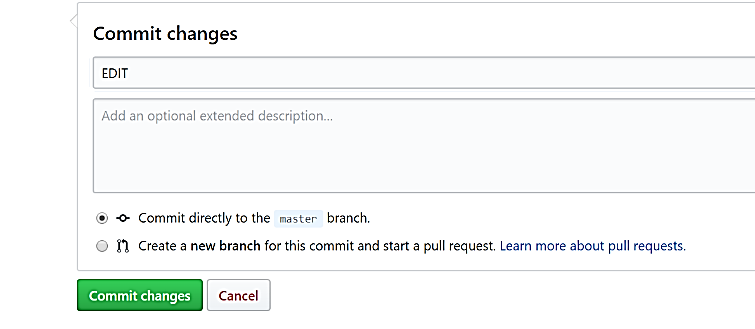 Commit changes
EDIT
Add an optional extended description...
Commit directly to the master branch.
Create a new branch for this commit and start a pull request. Learn more about pull requests.
Commit changes Cancel